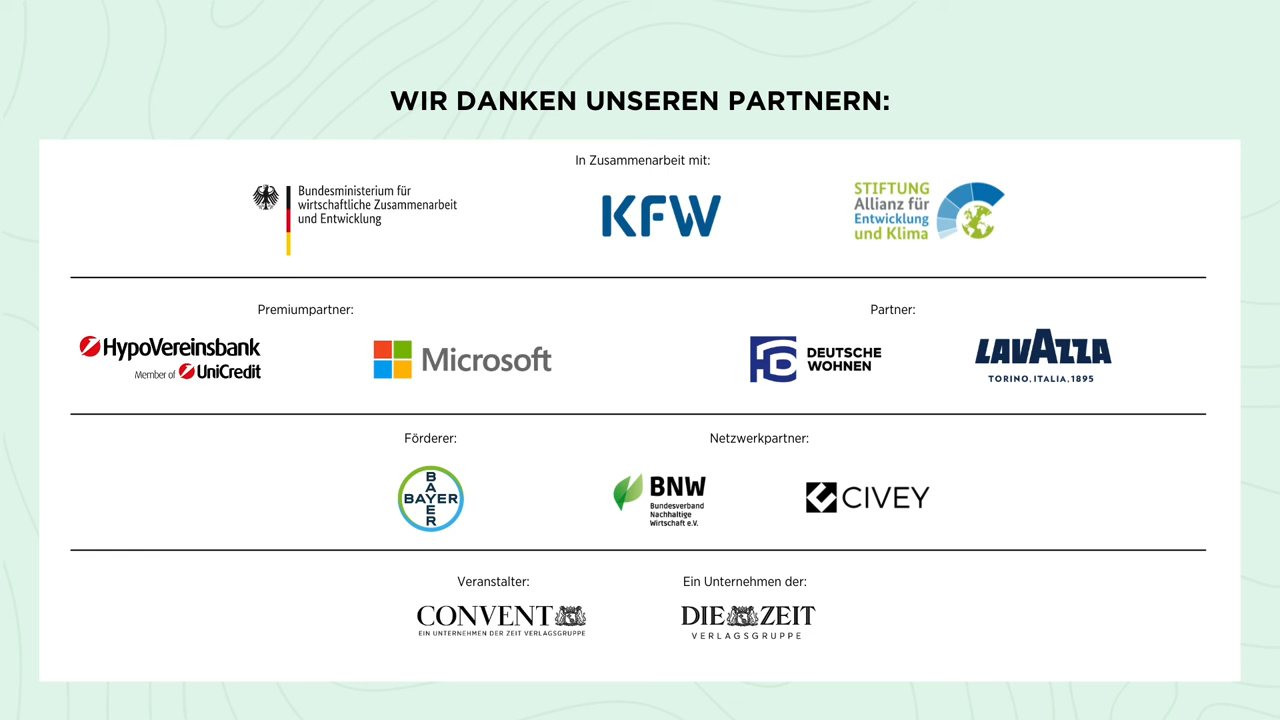 WIR DANKEN UNSEREN PARTNERN:
In Zusammenarbeit mit:
Bundesministerium für
wirtschaftliche Zusammenarbeit
und Entwicklung
KFW
STIFTUNG
Allianz für
Entwicklung
und Klima
Premiumpartner:
HypoVereinsbank
Member of UniCredit
Microsoft
Partner:
DEUTSCHE
WOHNEN
LAVAZZA
TORINO, ITALIA, 1895
Förderer:
BAYER
BAYER
Netzwerkpartner:
BNW
Bundesverband
Nachhaltige
Wirtschaft e.V.
CIVEY
Veranstalter:
CONVENT
EIN UNTERNEHMEN DER ZEIT VERLAGSGRUPPE
Ein Unternehmen der:
DIE ZEIT
VERLAGSGRUPPE